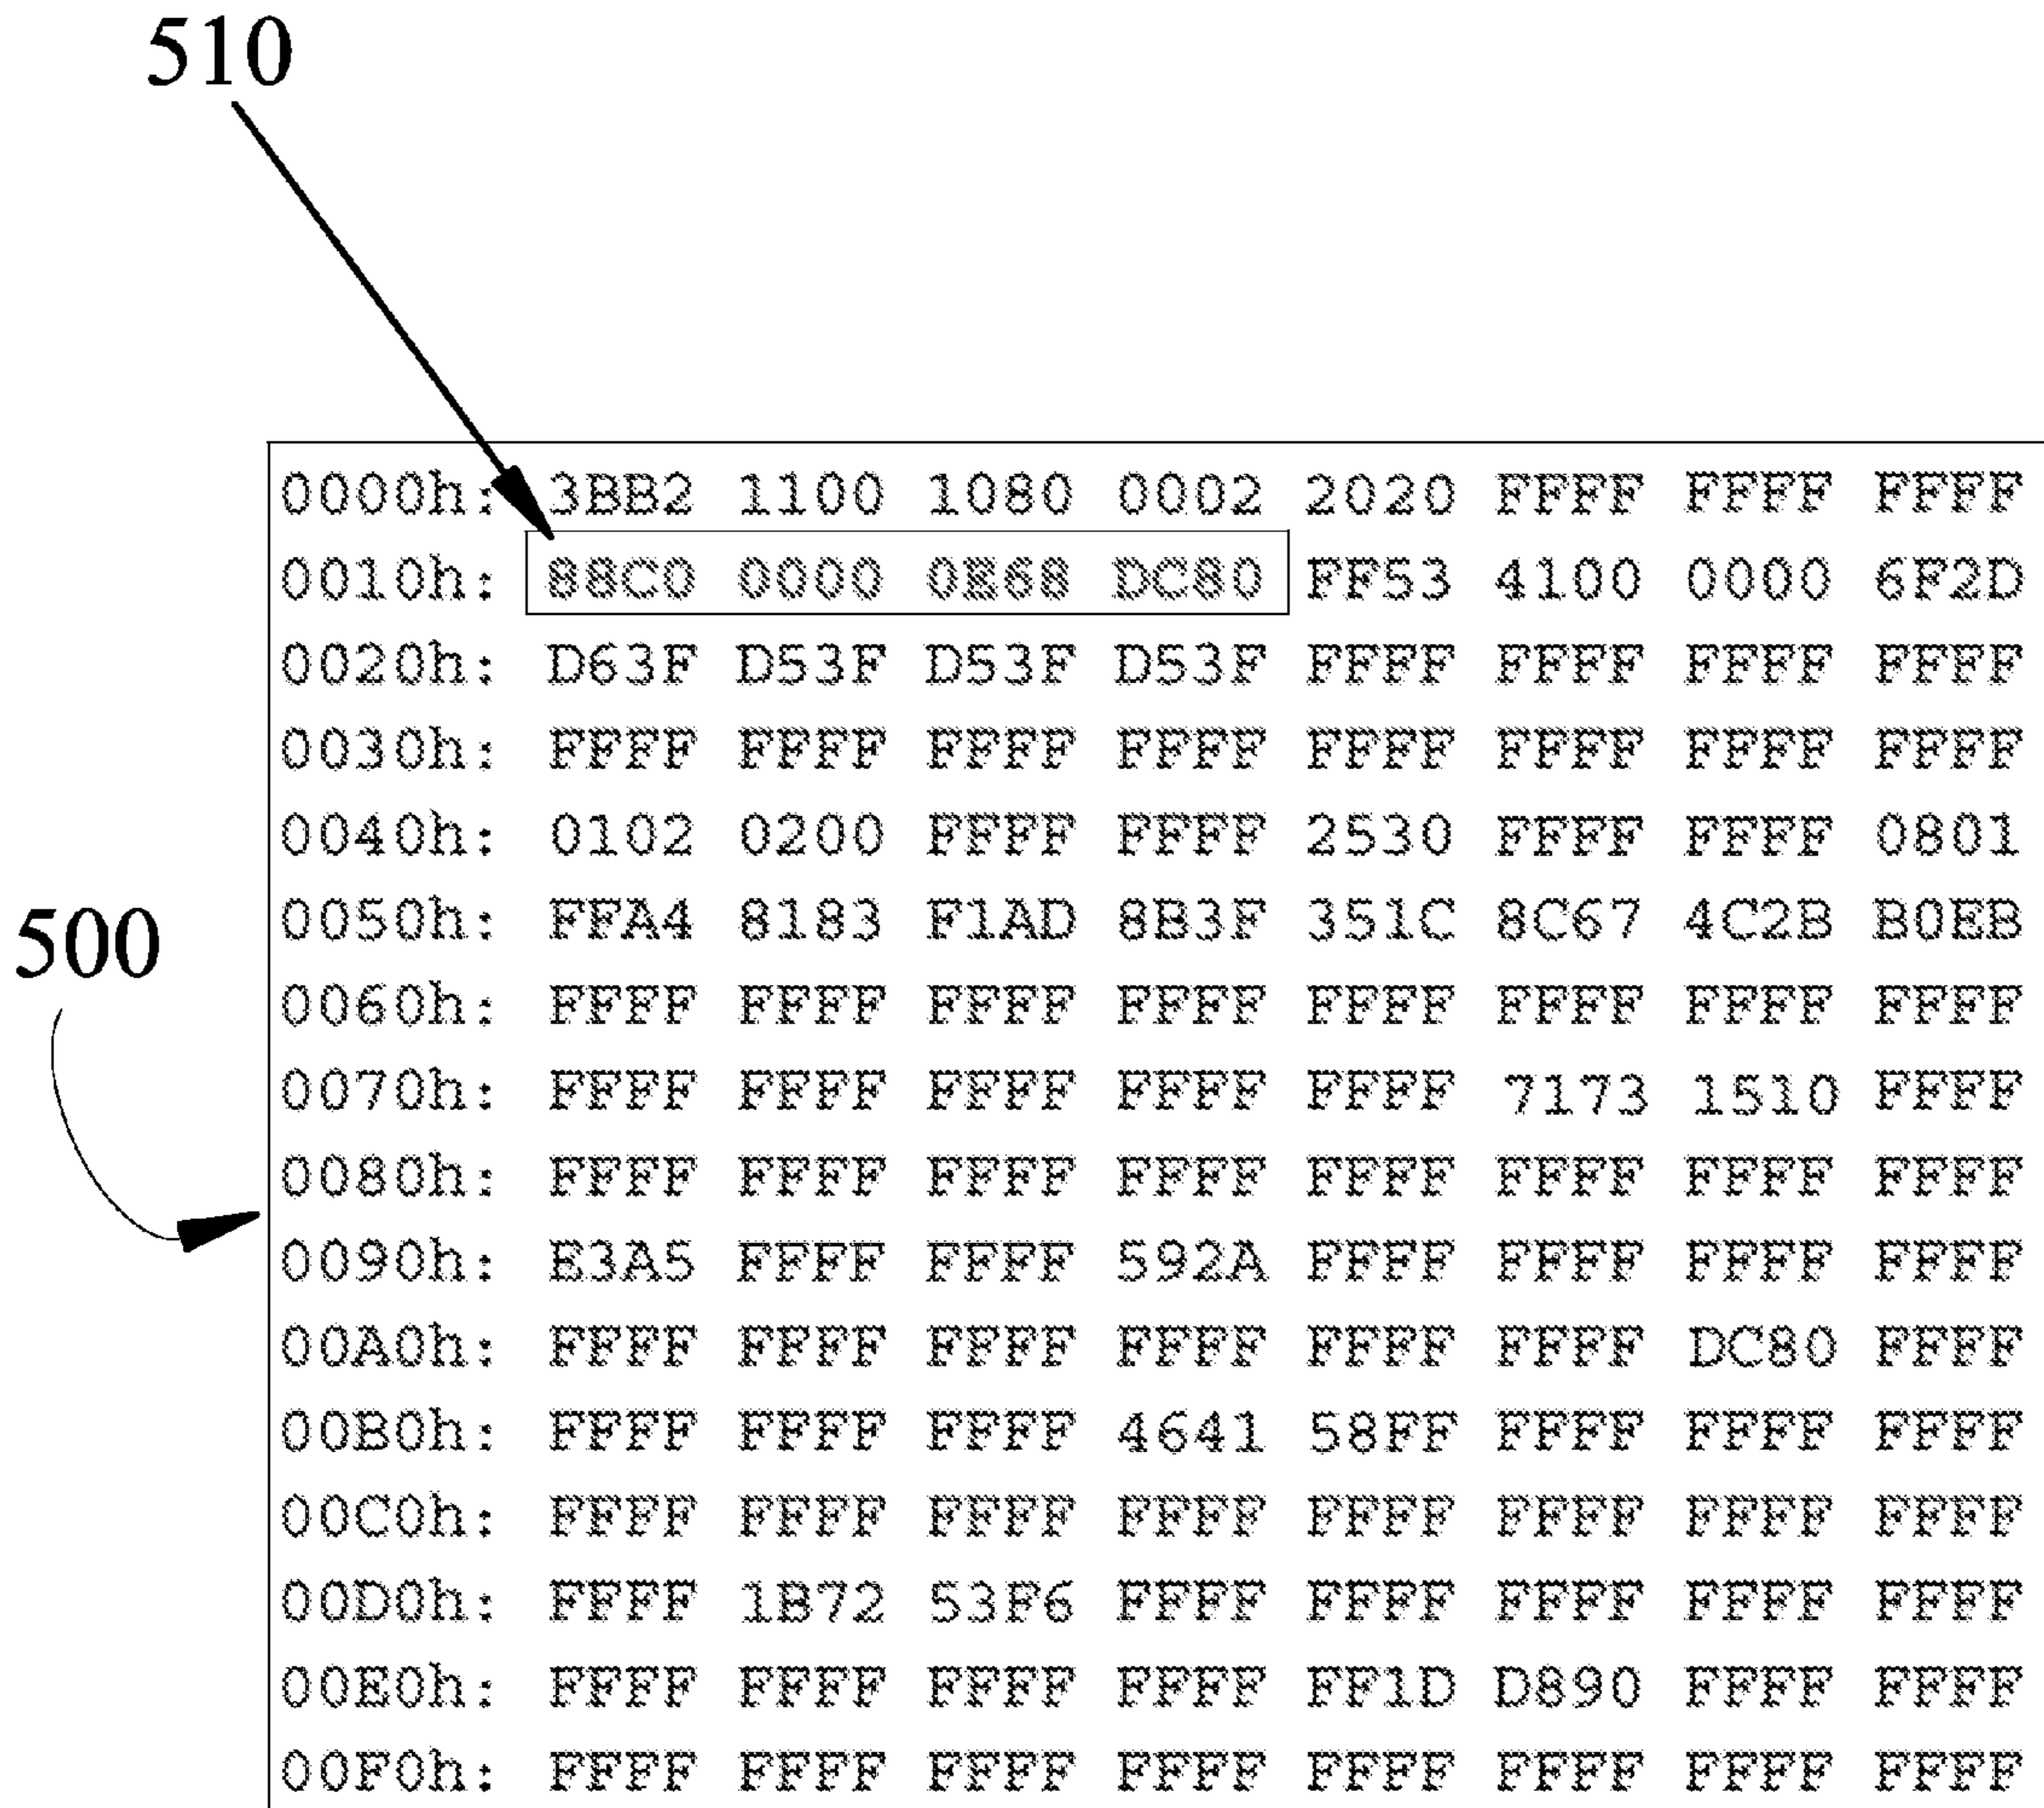 510
0000h: 3BB2 1100 1080 0002 2020 FFFF FFFF FFFF
0010h: 88C0 0000 0E68 DC80 FF53 4100 0000 6F2D
0020h: D63F D53F D53F D53F FFFF FFFF FFFF FFFF
0030h: FFFF FFFF FFFF FFFF FFFF FFFF FFFF FFFF
0040h: 0102 0200 FFFF FFFF 2530 FFFF FFFF 0801
0050h: FFA4 8183 F1AD 8B3F 351C 8C67 4C2B B0EB
500
0060h: FFFF FFFF FFFF FFFF FFFF FFFF FFFF FFFF
0070h: FFFF FFFF FFFF FFFF FFFF 7173 1510 FFFF
0080h: FFFF FFFF FFFF FFFF FFFF FFFF FFFF FFFF
0090h: E3A5 FFFF FFFF 592A FFFF FFFF FFFF FFFF
00A0h: FFFF FFFF FFFF FFFF FFFF FFFF DC80 FFFF
00B0h: FFFF FFFF FFFF 4641 58FF FFFF FFFF FFFF
00C0h: FFFF FFFF FFFF FFFF FFFF FFFF FFFF FFFF
00D0h: FFFF 1B72 53F6 FFFF FFFF FFFF FFFF FFFF
00E0h: FFFF FFFF FFFF FFFF FF1D D890 FFFF FFFF
00F0h: FFFF FFFF FFFF FFFF FFFF FFFF FFFF FFFF